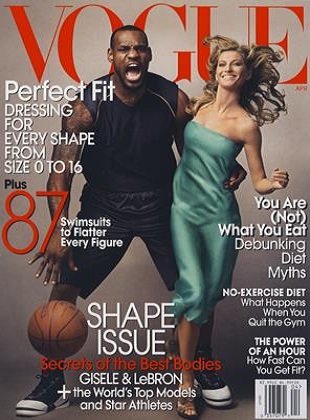 VOGUE
APR
Perfect Fit
DRESSING
FOR
EVERY SHAPE
FROM
SIZE 0 TO 16
Plus
87
Swimsuits
to Flatter
Every Figure
You Are
(Not)
What You Eat
Debunking
Diet
Myths
NO-EXERCISE DIET
What Happens
When You
Quit the Gym
THE POWER
OF AN HOUR
How Fast Can
You Get Fit?
SHAPE
ISSUE
Secrets of the Best Bodies
GISELE & LeBRON
+ the World's Top Models
and Star Athletes